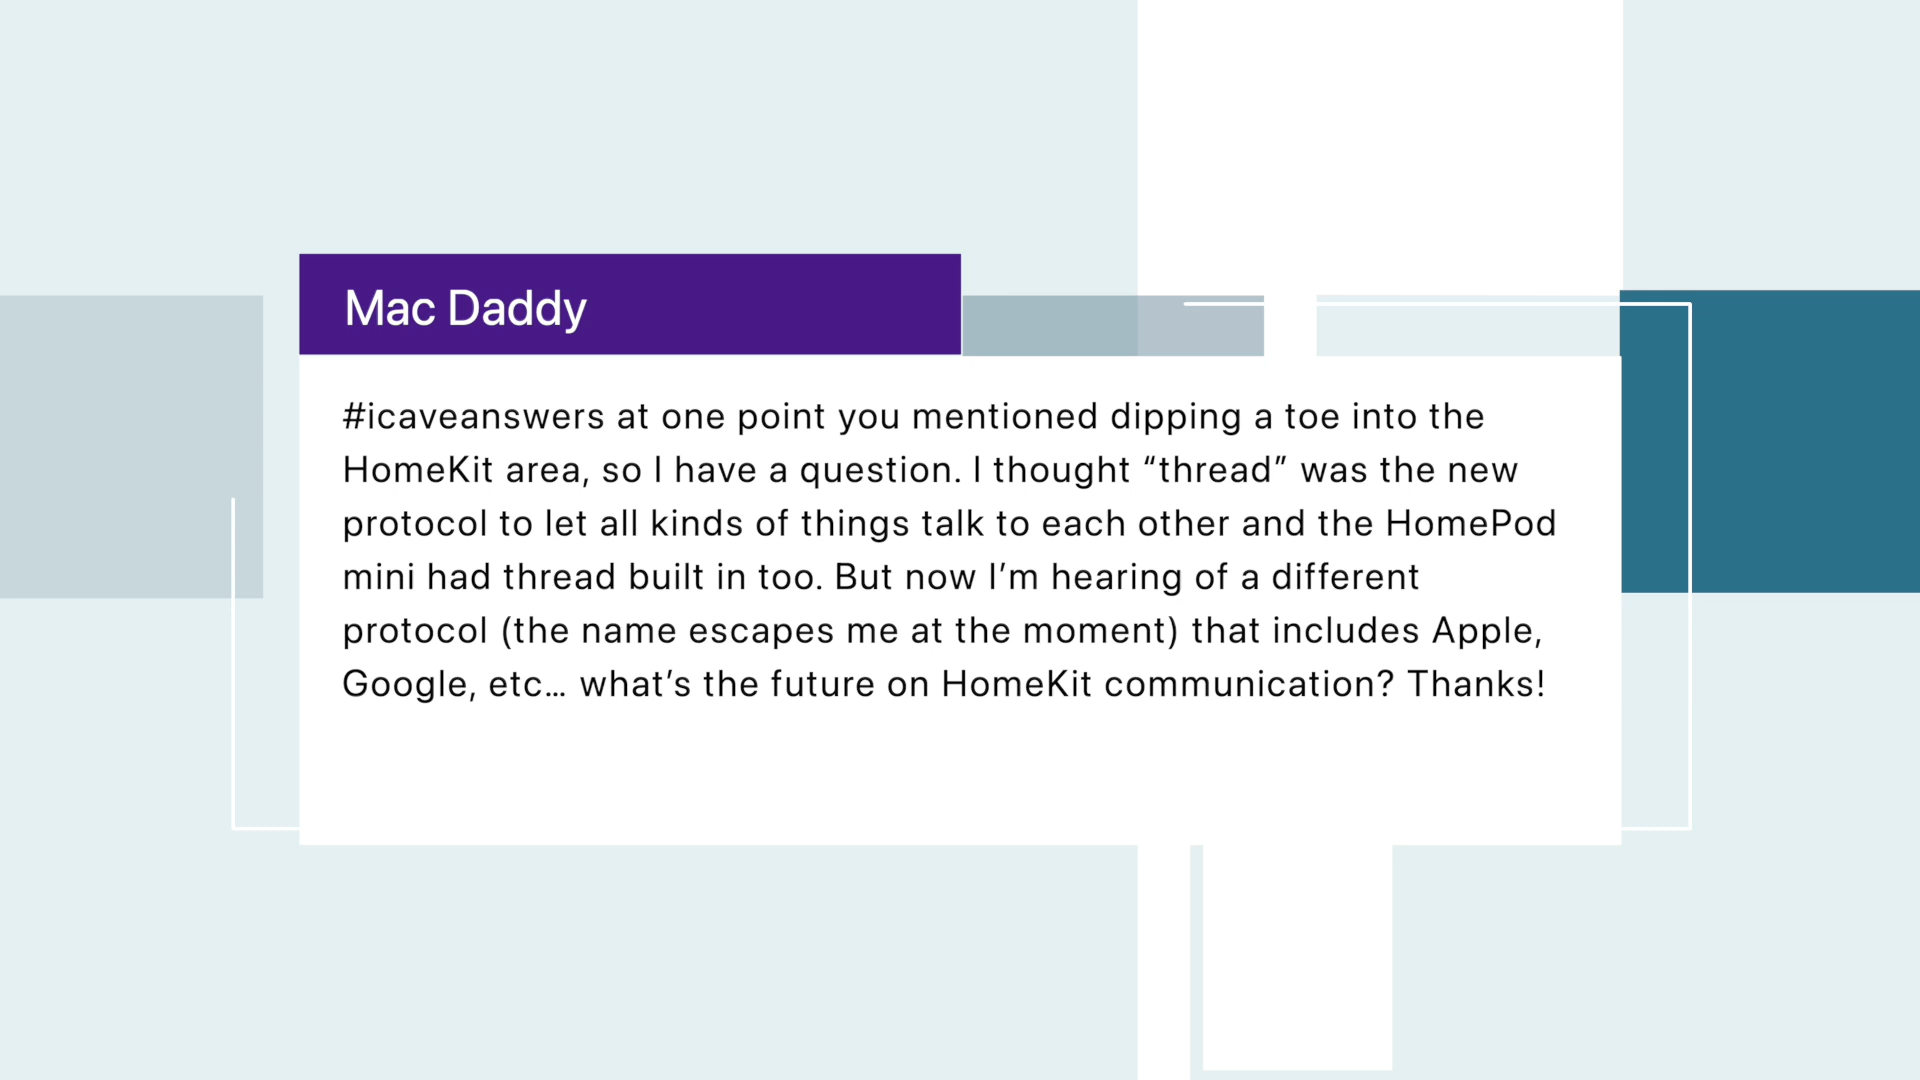 Mac Daddy
#icaveanswers at one point you mentioned dipping a toe into the
HomeKit area, so I have a question. I thought “thread” was the new
protocol to let all kinds of things talk to each other and the HomePod
mini had thread built in too. But now I’m hearing of a different
protocol (the name escapes me at the moment) that includes Apple,
Google, etc… what’s the future on HomeKit communication? Thanks!